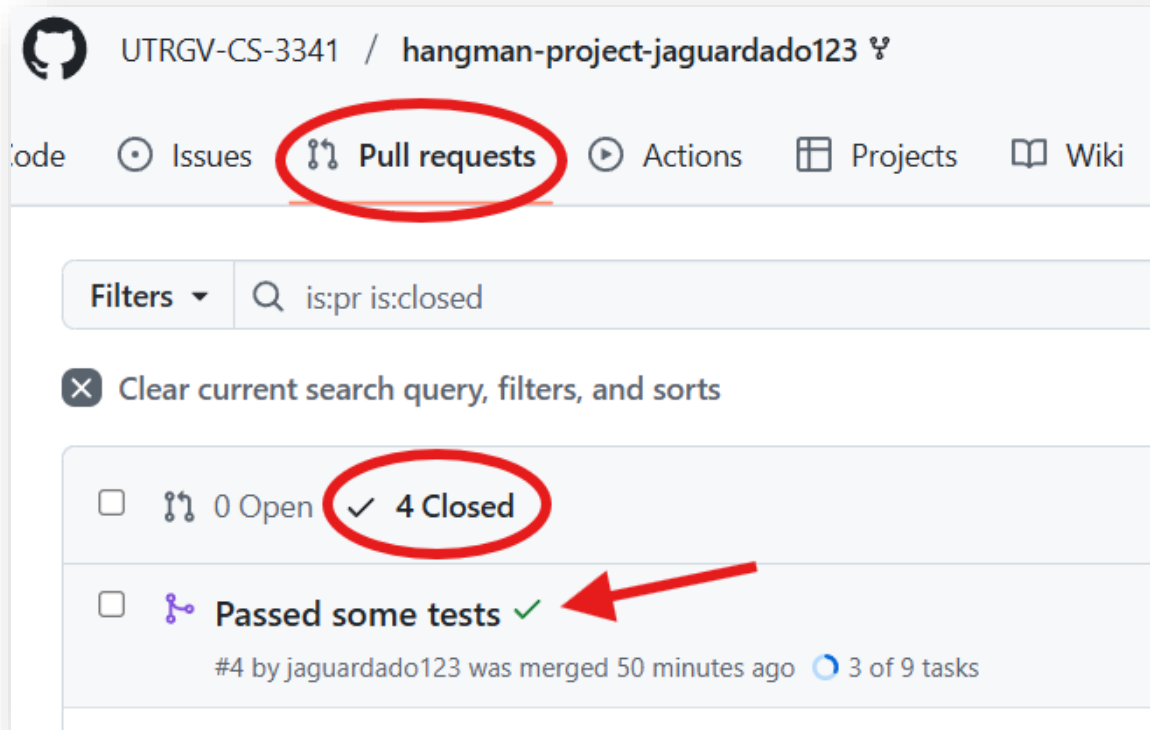 UTRGV-CS-3341 / hangman-project-jaguardado123
ode Issues Pull requests Actions Projects Wiki
Filters is:pr is:closed
Clear current search query, filters, and sorts
0 Open 4 Closed
Passed some tests
#4 by jaguardado123 was merged 50 minutes ago 3 of 9 tasks